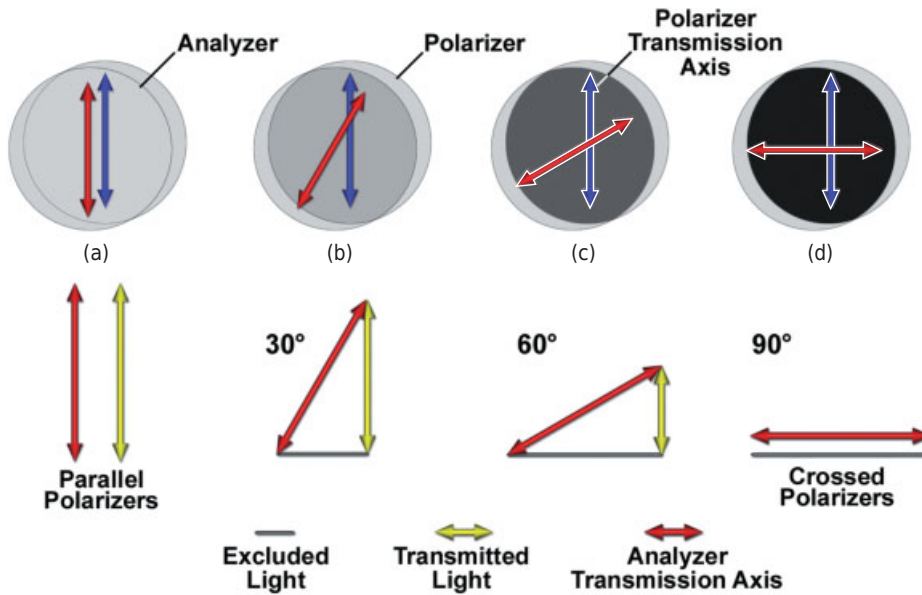 Analyzer
Polarizer
Polarizer
Transmission
Axis
(a)
(b)
(c)
(d)
30°
60°
90°
Parallel
Polarizers
Crossed
Polarizers
Excluded
Light
Transmitted
Light
Analyzer
Transmission Axis